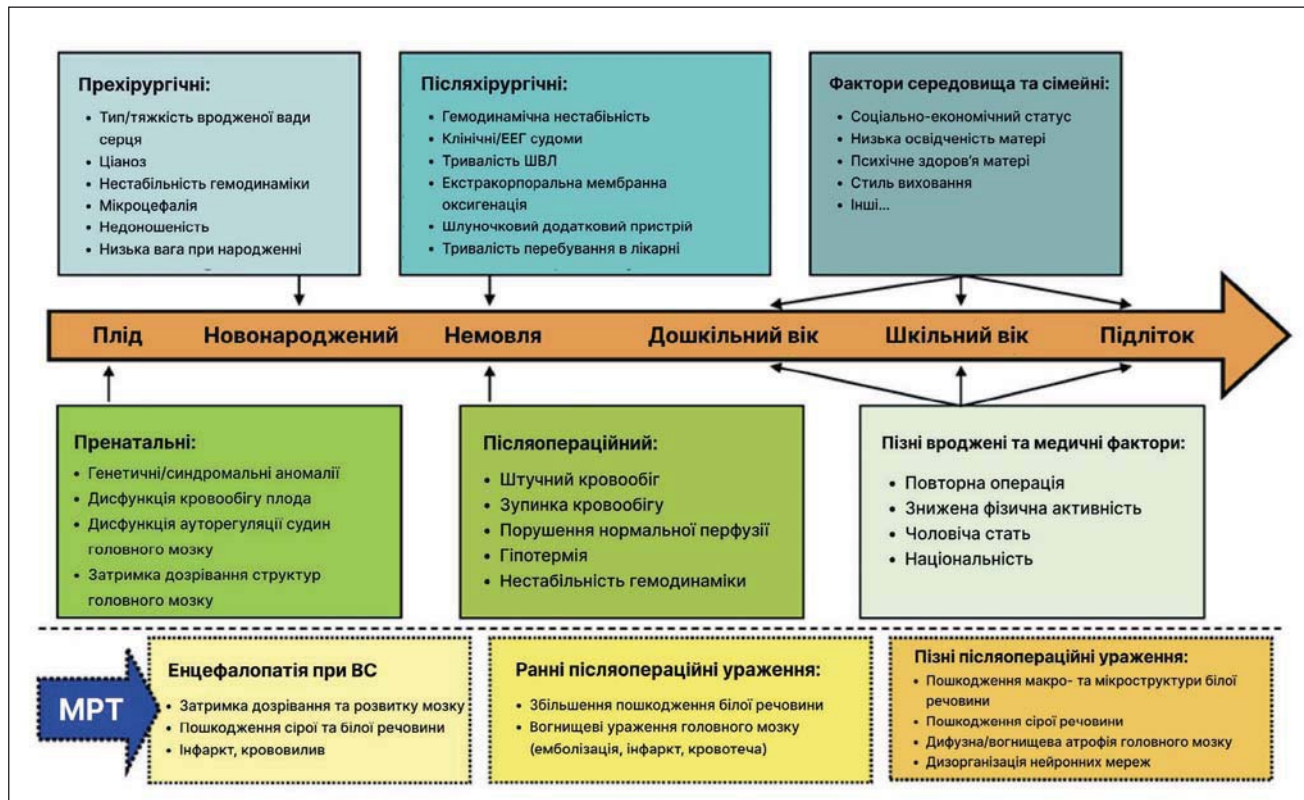 Прехірургічні:
• Тип/тяжкість вродженої вади
серця
• Ціаноз
• Нестабільність гемодинаміки
• Мікроцефалія
• Недоношеність
• Низька вага при народженні
Післяхірургічні:
• Гемодинамічна нестабіьність
• Клінічні/ЕЕГ судоми
• Тривалість ШВЛ
• Екстракорпоральна мембранна
оксигенація
• Шлуночковий додатковий пристрій
• Тривалість перебування в лікарні
Фактори середовища та сімейні:
• Соціально-економічний статус
• Низька освідченість матері
• Психічне здоров'я матері
• Стиль виховання
• Інші...
Плід Новонароджений Немовля Дошкільний вік Шкільний вік Підліток
Пренатальні:
• Генетичні/синдромальні аномалії
• Дисфункція кровообігу плода
• Дисфункція ауторегуляції судин
головного мозку
• Затримка дозрівання структур
головного мозку
Післяопераційний:
• Штучний кровообіг
• Зупинка кровообігу
• Порушення нормальної перфузії
• Гіпотермія
• Нестабільність гемодинаміки
Пізні вроджені та медичні фактори:
• Повторна операція
• Знижена фізична активність
• Чоловіча стать
• Національність
МРТ
Енцефалопатія при ВС
• Затримка дозрівання та розвитку мозку
• Пошкодження сірої та білої речовини
• Інфаркт, крововилив
Ранні післяопераційні ураження:
• Збільшення пошкодження білої речовини
• Вогнищеві ураження головного мозку
(емболізація, інфаркт, кровотеча)
Пізні післяопераційні ураження:
• Пошкодження макро- та мікроструктури білої
речовини
• Пошкодження сірої речовини
• Дифузна/вогнищева атрофія головного мозку
• Дизорганізація нейронних мереж